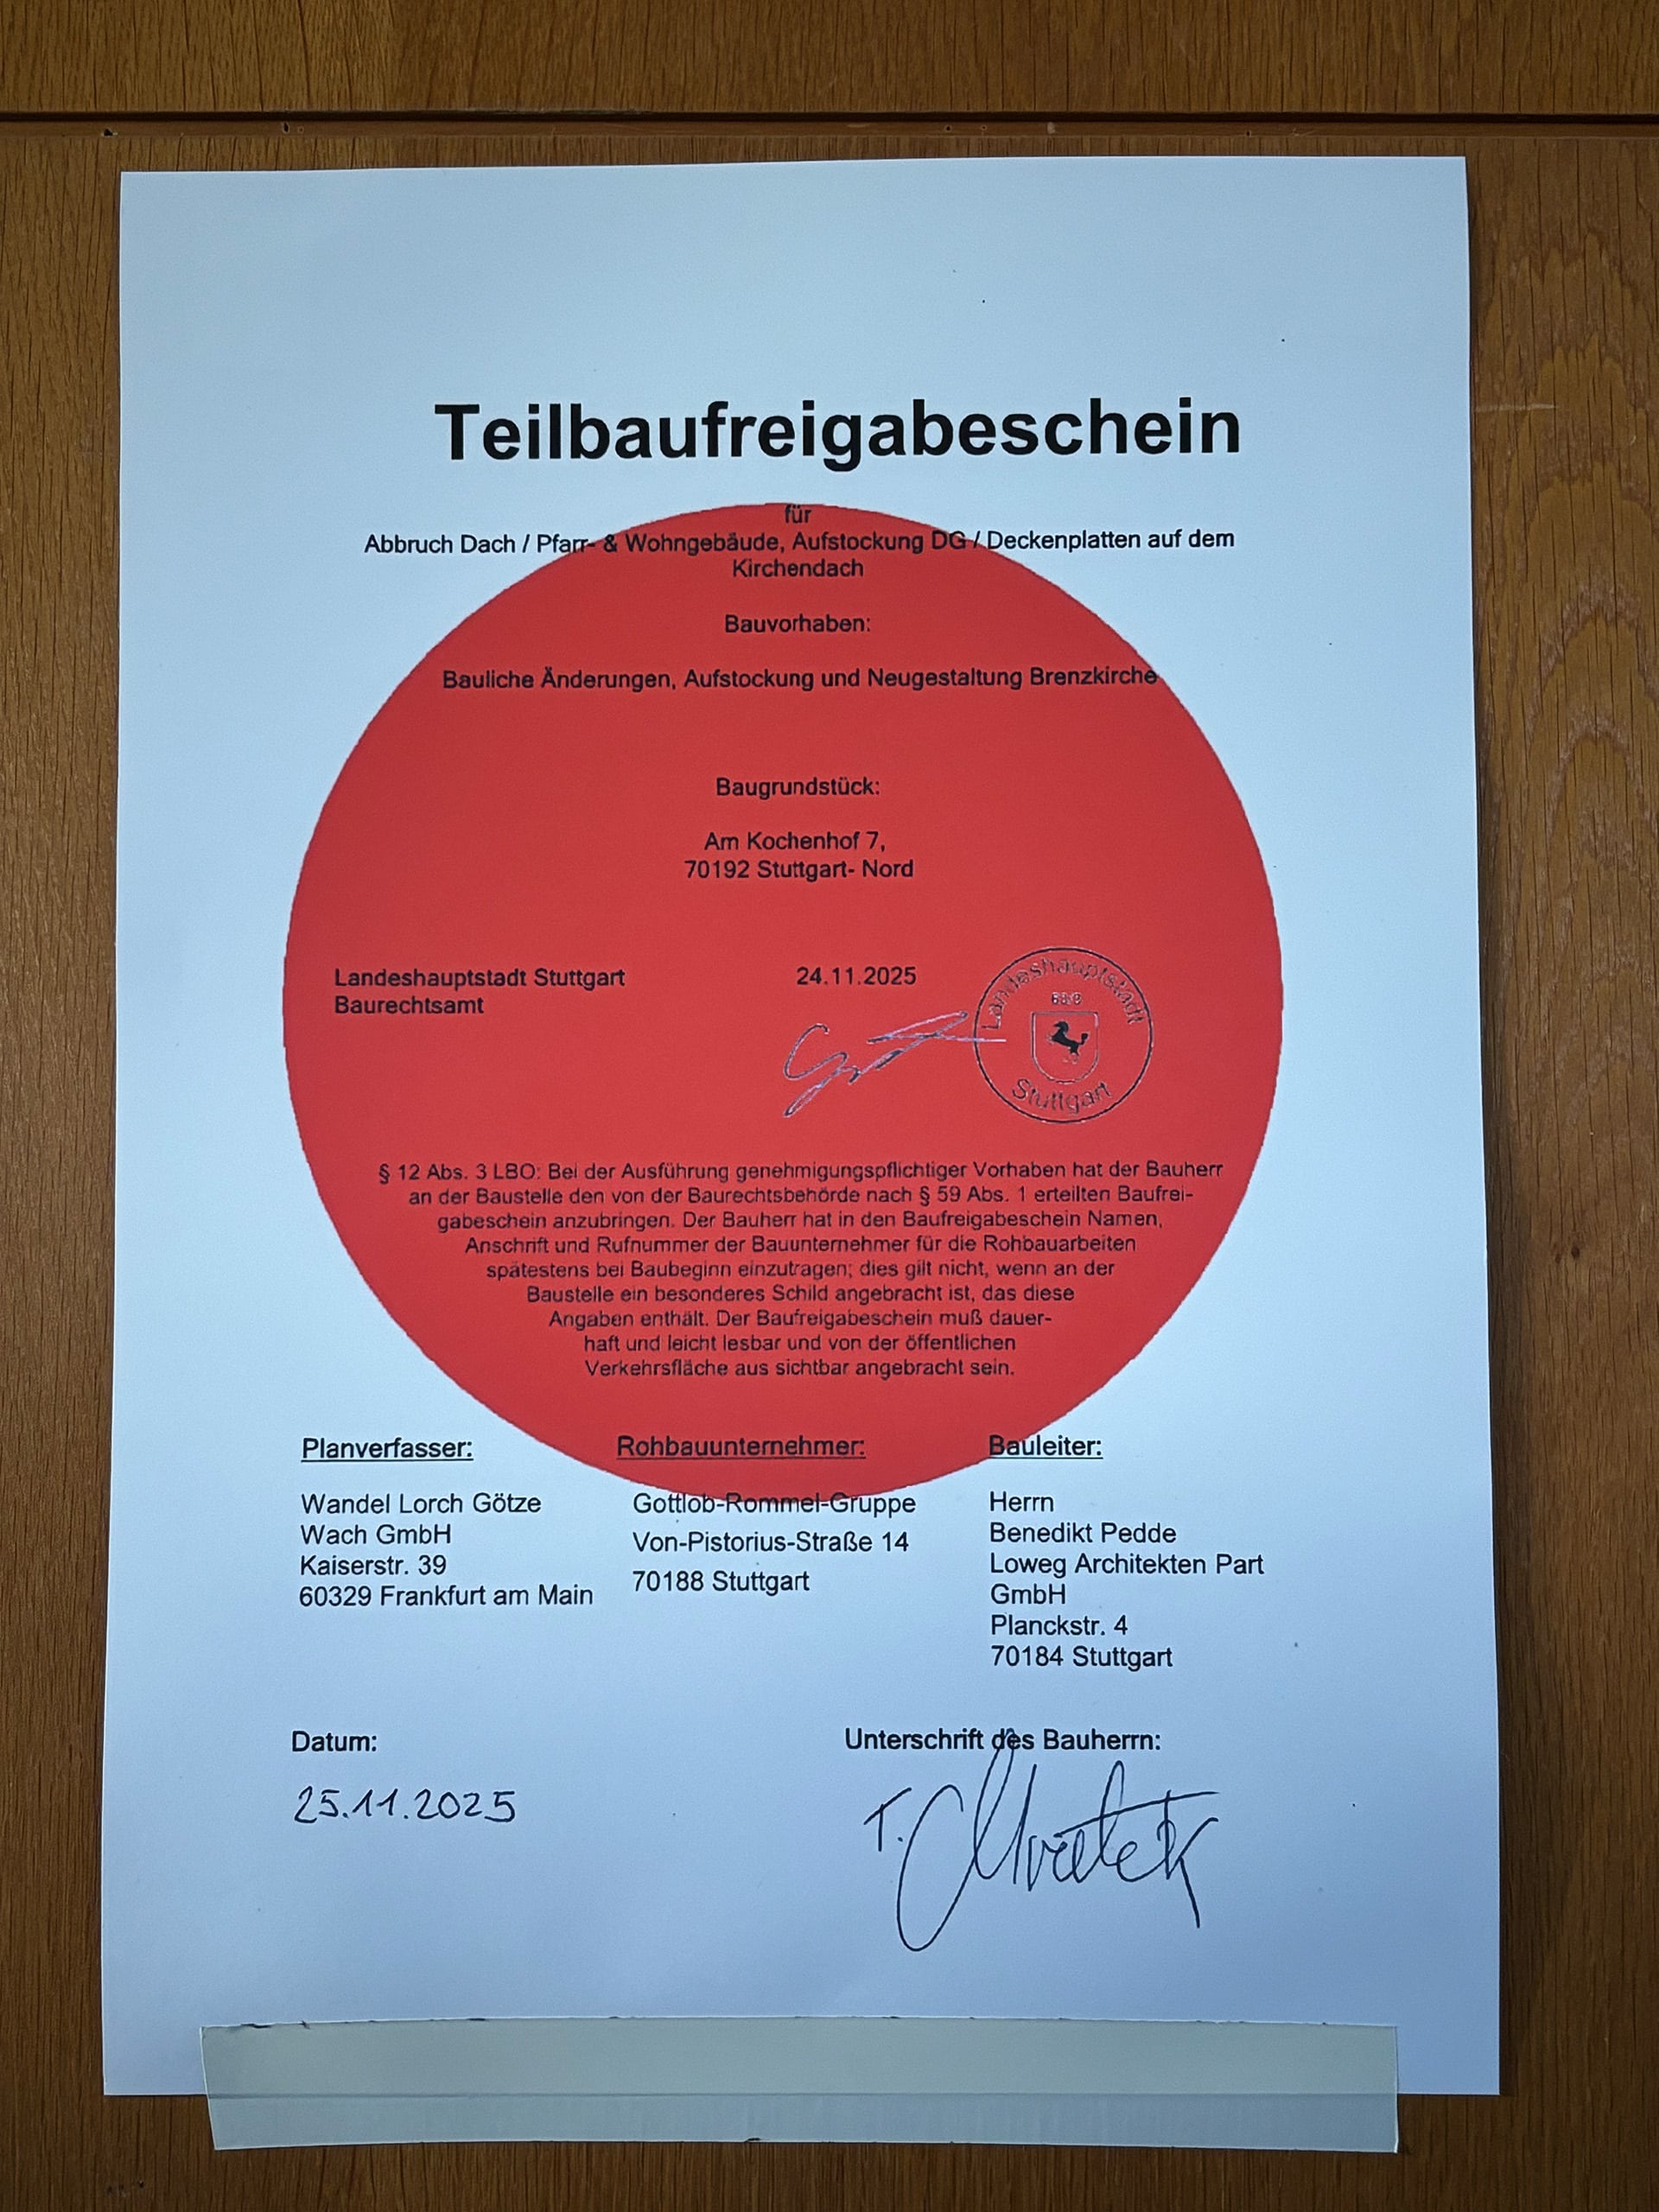 Teilbaufreigabeschein
für
Abbruch Dach / Pfarr- & Wohngebäude, Aufstockung DG / Deckenplatten auf dem
Kirchendach
Bauvorhaben:
Bauliche Änderungen, Aufstockung und Neugestaltung Brenzkirche
Baugrundstück:
Am Kochenhof 7,
70192 Stuttgart- Nord
Landeshauptstadt Stuttgart
Baurechtsamt
24.11.2025
Landeshauptstadt
Stuttgart
§ 12 Abs. 3 LBO: Bei der Ausführung genehmigungspflichtiger Vorhaben hat der Bauherr
an der Baustelle den von der Baurechtsbehörde nach § 59 Abs. 1 erteilten Baufrei-
gabeschein anzubringen. Der Bauherr hat in den Baufreigabeschein Namen,
Anschrift und Rufnummer der Bauunternehmer für die Rohbauarbeiten
spätestens bei Baubeginn einzutragen; dies gilt nicht, wenn an der
Baustelle ein besonderes Schild angebracht ist, das diese
Angaben enthält. Der Baufreigabeschein muß dauer-
haft und leicht lesbar und von der öffentlichen
Verkehrsfläche aus sichtbar angebracht sein.
Planverfasser:
Wandel Lorch Götze
Wach GmbH
Kaiserstr. 39
60329 Frankfurt am Main
Rohbauunternehmer:
Gottlob-Rommel-Gruppe
Von-Pistorius-Straße 14
70188 Stuttgart
Bauleiter:
Herrn
Benedikt Pedde
Loweg Architekten Part
GmbH
Planckstr. 4
70184 Stuttgart
Datum:
25.11.2025
Unterschrift des Bauherrn:
T.